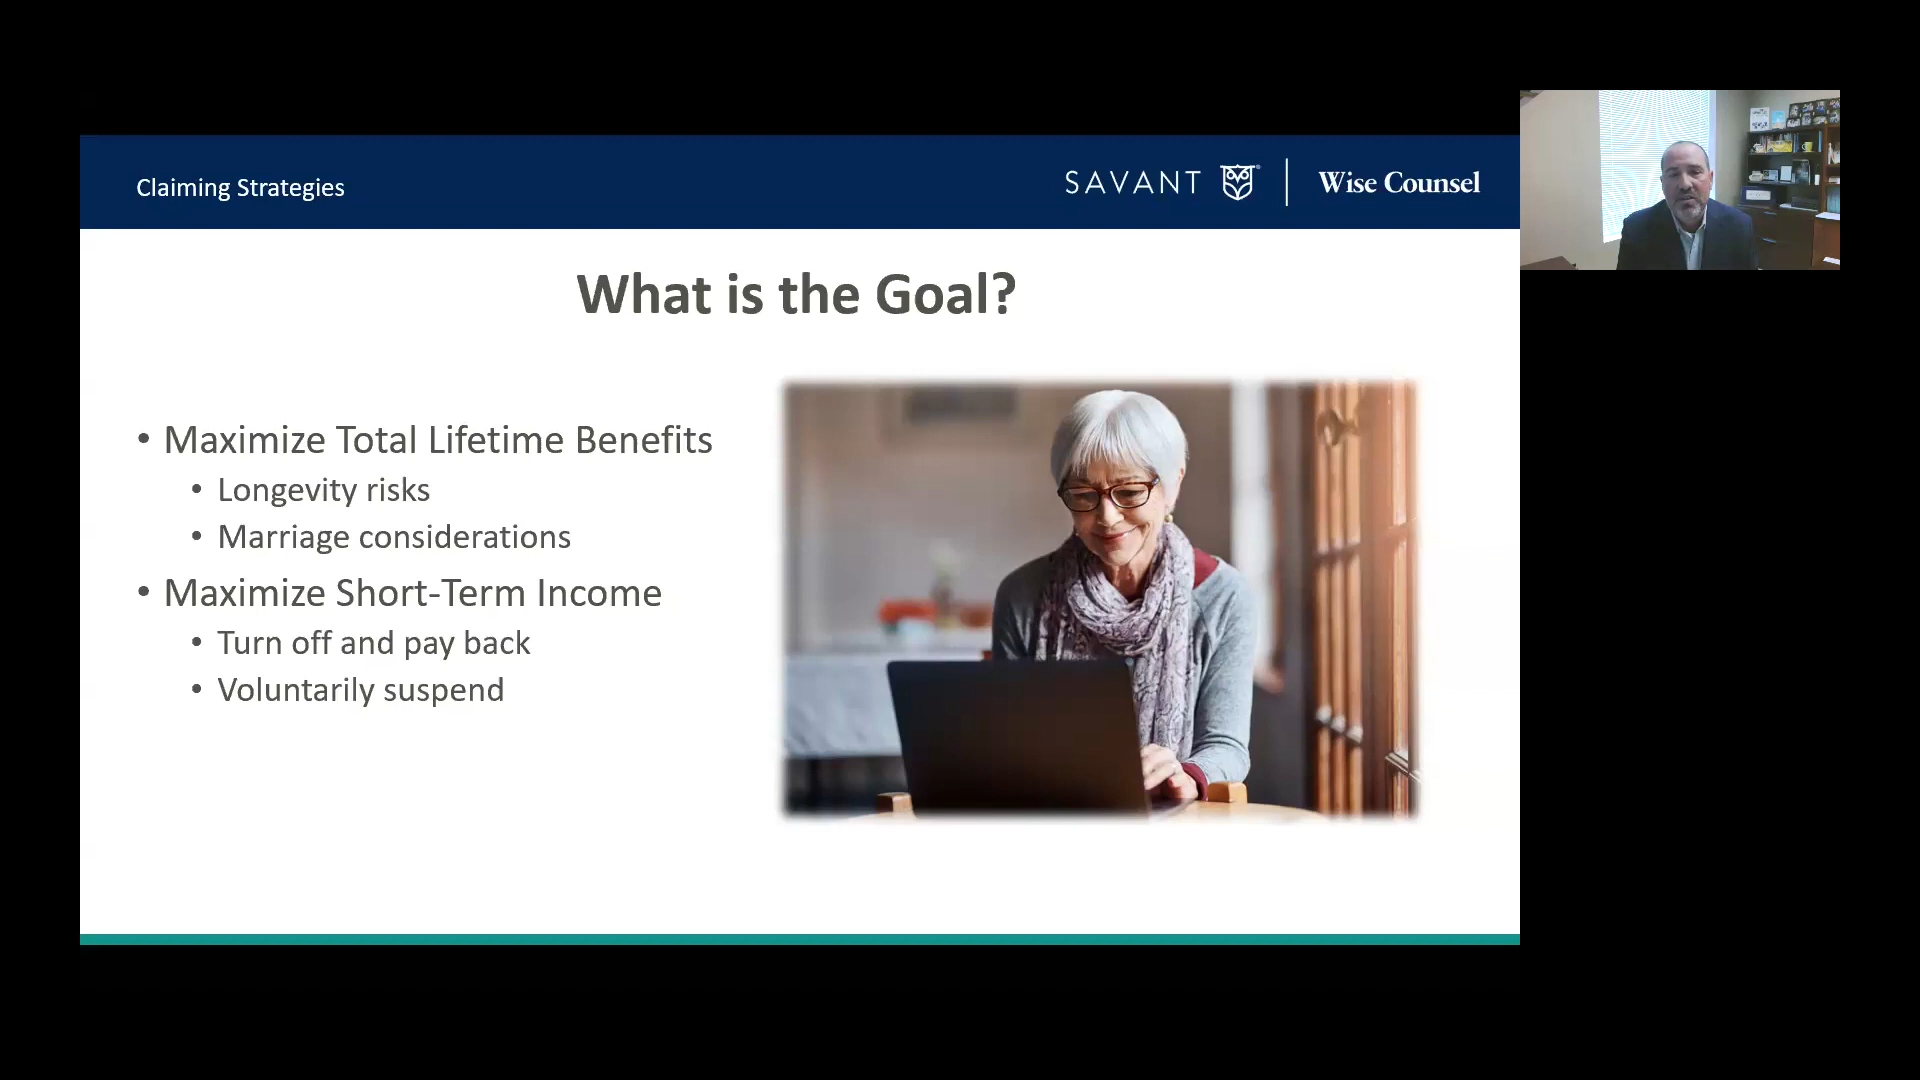 Claiming Strategies
SAVANT
Wise Counsel
What is the Goal?
• Maximize Total Lifetime Benefits
• Longevity risks
• Marriage considerations
• Maximize Short-Term Income
• Turn off and pay back
• Voluntarily suspend